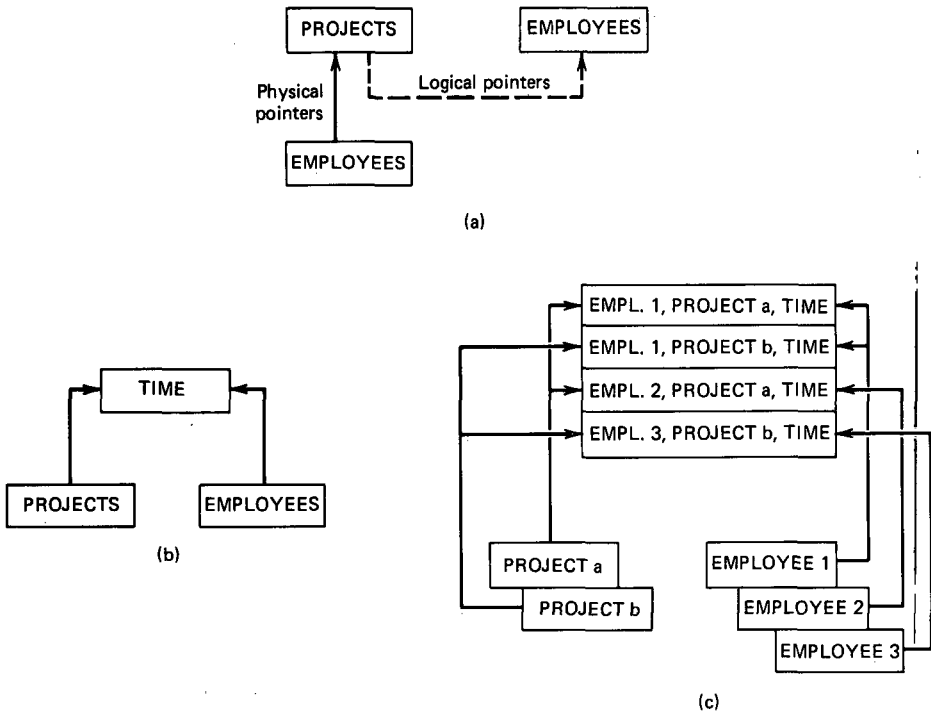 PROJECTS
EMPLOYEES
Physical
pointers
Logical pointers
EMPLOYEES
(a)
TIME
PROJECTS
EMPLOYEES
(b)
EMPL. 1, PROJECT a, TIME
EMPL. 1, PROJECT b, TIME
EMPL. 2, PROJECT a, TIME
EMPL. 3, PROJECT b, TIME
PROJECT a
PROJECT b
EMPLOYEE 1
EMPLOYEE 2
EMPLOYEE 3
(c)